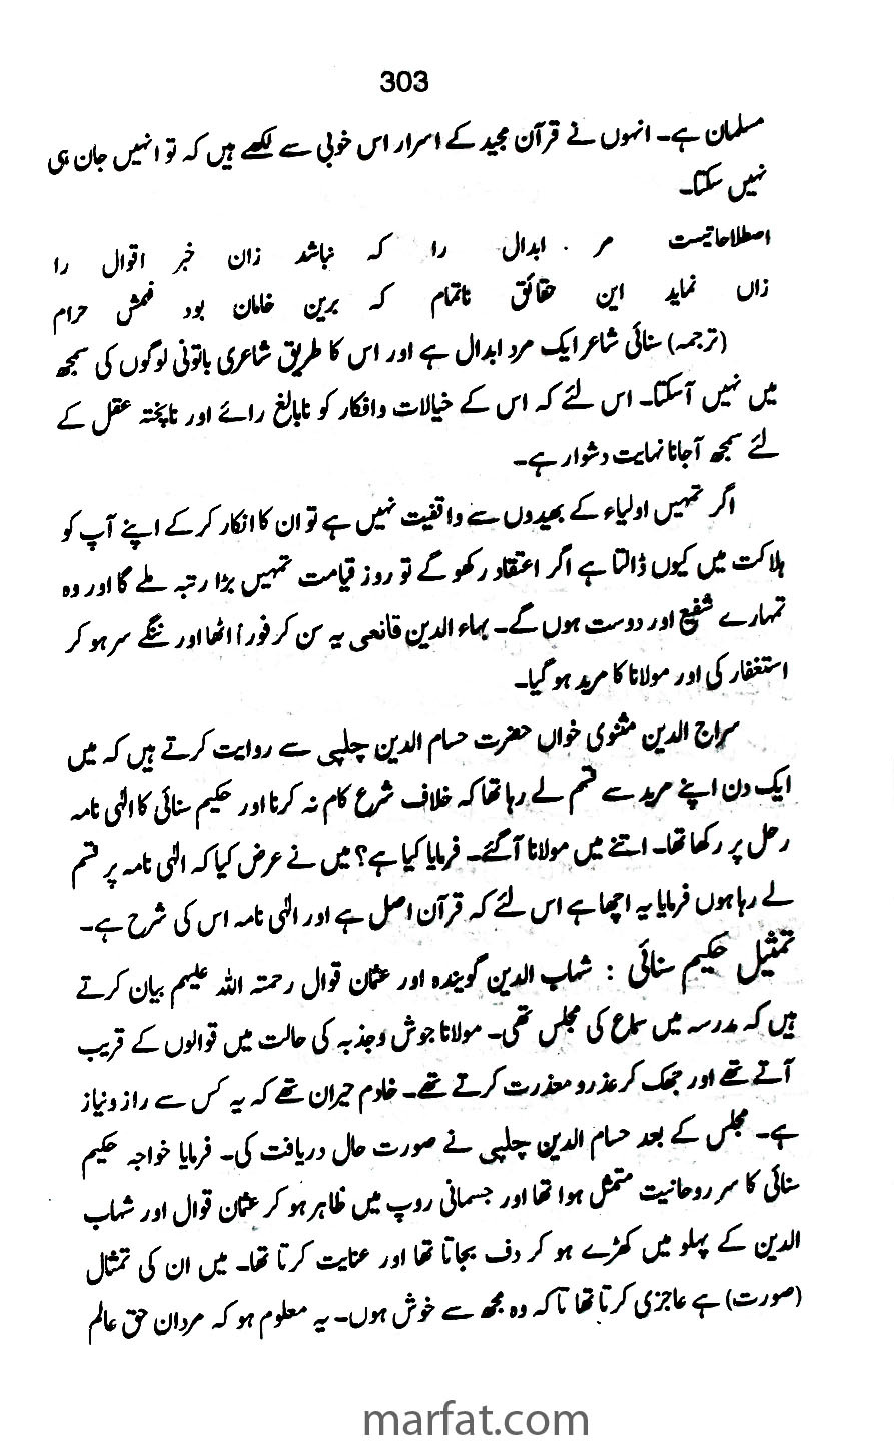 303
مسلمان ہے۔ انہوں نے قرآن مجید کے اسرار اس خوبی سے لکھے ہیں کہ تو انہیں جان ہی
نہیں سکتا۔
اصطلاحاتیست مر ابدال را کہ نباشد زان خبر اقوال را
زاں نماید این حقائق ناتمام کہ برین خامان بود فہمش حرام
(ترجمہ) سنائی شاعر ایک مرد ابدال ہے اور اس کا طریق شاعری باتونی لوگوں کی سمجھ
میں نہیں آسکتا۔ اس لئے کہ اس کے خیالات وافکار کو نابالغ رائے اور ناپختہ عقل کے
لئے سمجھ آجانا نہایت دشوار ہے۔
اگر تمہیں اولیاء کے بھیدوں سے واقفیت نہیں ہے تو ان کا انکار کرکے اپنے آپ کو
ہلاکت میں کیوں ڈالتا ہے اگر اعتقاد رکھو گے تو روز قیامت تمہیں بڑا رتبہ ملے گا اور وہ
تمہارے شفیع اور دوست ہوں گے۔ بہاء الدین قانعی یہ سن کر فوراً اٹھا اور ننگے سر ہو کر
استغفار کی اور مولانا کا مرید ہوگیا۔
سراج الدین مثنوی خواں حضرت حسام الدین چلپی سے روایت کرتے ہیں کہ میں
ایک دن اپنے مرید سے قسم لے رہا تھا کہ خلاف شرع کام نہ کرنا اور حکیم سنائی کا الٰہی نامہ
رحل پر رکھا تھا۔ اتنے میں مولانا آگئے۔ فرمایا کیا ہے؟ میں نے عرض کیا کہ الٰہی نامہ پر قسم
لے رہا ہوں فرمایا یہ اچھا ہے اس لئے کہ قرآن اصل ہے اور الٰہی نامہ اس کی شرح ہے۔
تمثیل حکیم سنائی : شہاب الدین گویندہ اور عثمان قوال رحمتہ اللہ علیہم بیان کرتے
ہیں کہ مدرسہ میں سماع کی مجلس تھی۔ مولانا جوش وجذبہ کی حالت میں قوالوں کے قریب
آتے تھے اور جھک کر عذرو معذرت کرتے تھے۔ خادم حیران تھے کہ یہ کس سے راز ونیاز
ہے۔ مجلس کے بعد حسام الدین چلپی نے صورت حال دریافت کی۔ فرمایا خواجہ حکیم
سنائی کا سر روحانیت متمثل ہوا تھا اور جسمانی روپ میں ظاہر ہو کر عثمان قوال اور شہاب
الدین کے پہلو میں کھڑے ہو کر دف بجاتا تھا اور عنایت کرتا تھا۔ میں ان کی تمثال
(صورت) ہے عاجزی کرتا تھا تاکہ وہ مجھ سے خوش ہوں۔ یہ معلوم ہو کہ مردان حق عالم
marfat.com